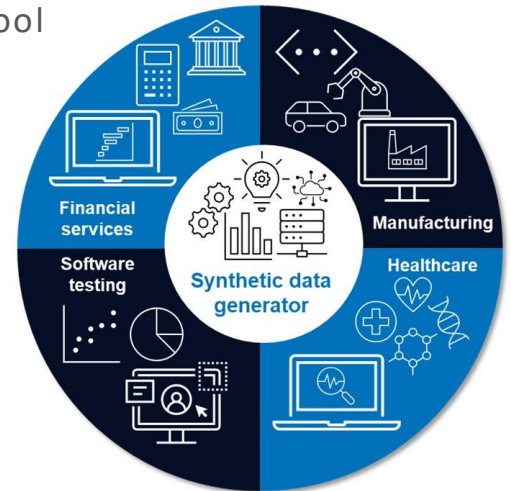 ool
Financial
services
Manufacturing
Software
testing
Healthcare
Synthetic data
generator